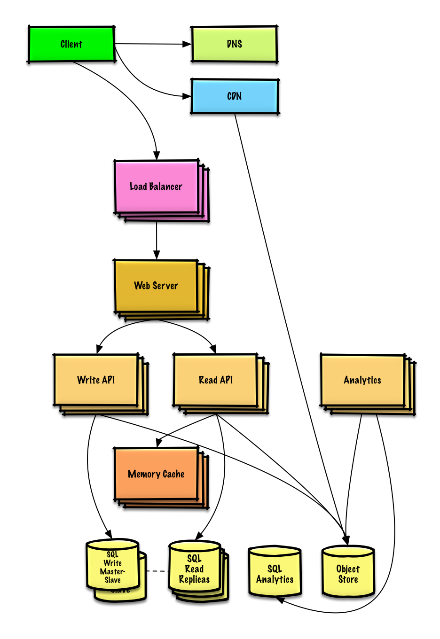 Client
DNS
CDN
Load Balancer
Web Server
Write API
Read API
Analytics
Memory Cache
SQL
Write
Master-
Slave
SQL
Read
Replicas
SQL
Analytics
Object
Store